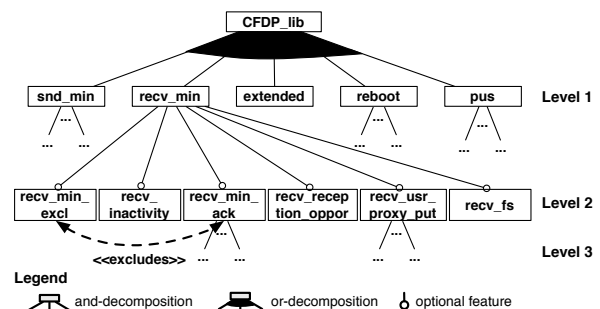 CFDP_lib
snd_min recv_min extended reboot pus Level 1
... ... ...
... ... ... ... ... ...
recv_min_ recv_ recv_min_ recv_recep recv_usr_ recv_fs Level 2
excl inactivity ack tion_oppor proxy_put
... ...
<<excludes>> ... ... ... ... Level 3
Legend
and-decomposition or-decomposition optional feature